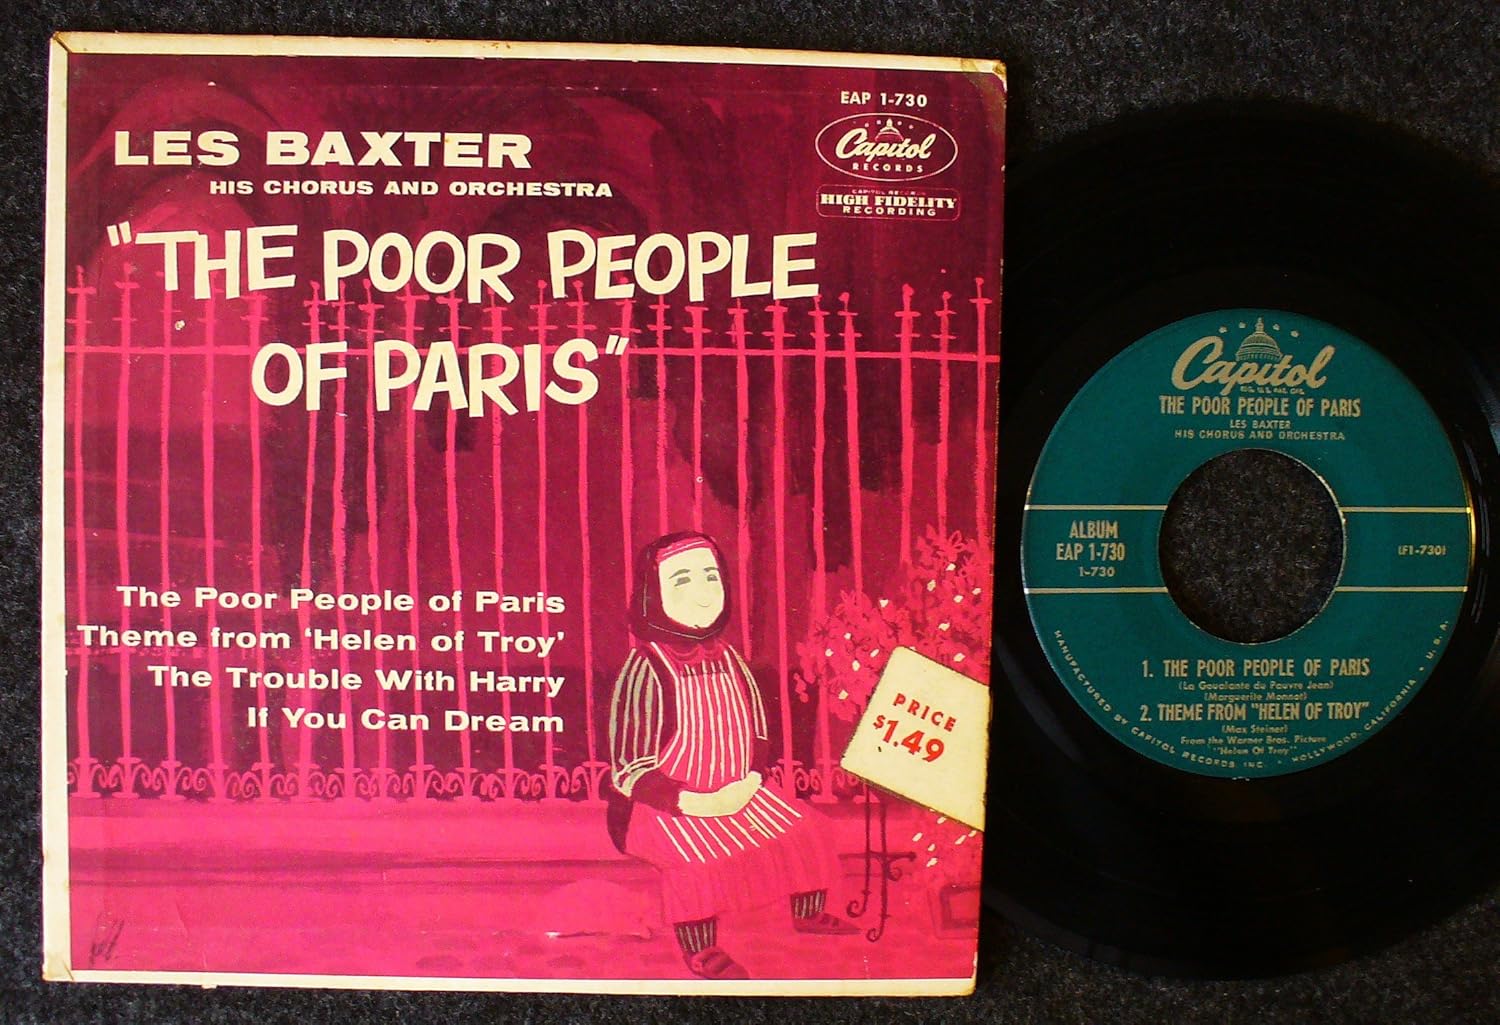 EAP 1-730
Capitol
RECORDS
CAPITOL RECORDS
HIGH FIDELITY
RECORDING
LES BAXTER
HIS CHORUS AND ORCHESTRA
"THE POOR PEOPLE
OF PARIS"
The Poor People of Paris
Theme from 'Helen of Troy'
The Trouble With Harry
If You Can Dream
PRICE
$1.49
Capitol
REG. U.S. PAT. OFF.
THE POOR PEOPLE OF PARIS
LES BAXTER
HIS CHORUS AND ORCHESTRA
ALBUM
EAP 1-730
1-730
(F1-730)
1. THE POOR PEOPLE OF PARIS
(La Goualante du Pauvre Jean)
(Marguerite Monnot)
2. THEME FROM "HELEN OF TROY"
(Max Steiner)
From the Warner Bros. Picture
"Helen Of Troy"
MANUFACTURED BY CAPITOL RECORDS INC. • HOLLYWOOD, CALIFORNIA • U.S.A.